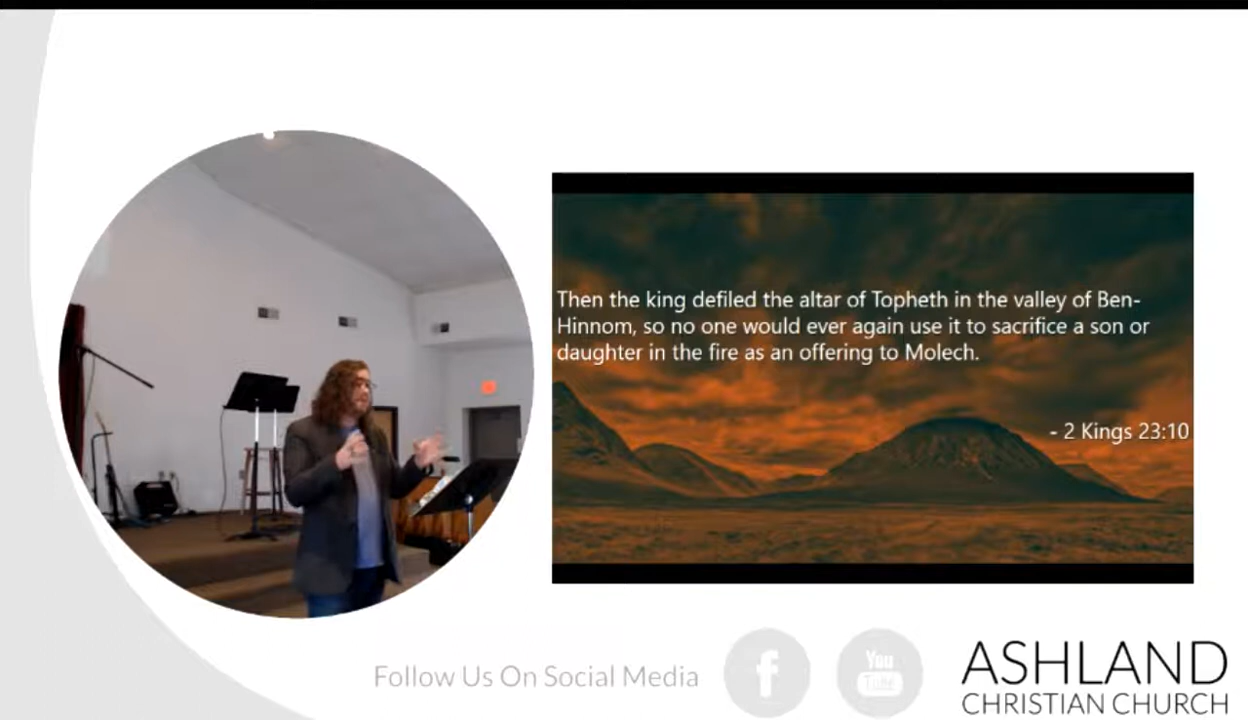 Then the king defiled the altar of Topheth in the valley of Ben-
Hinnom, so no one would ever again use it to sacrifice a son or
daughter in the fire as an offering to Molech.
- 2 Kings 23:10
Follow Us On Social Media
f
You
Tube
ASHLAND
CHRISTIAN CHURCH